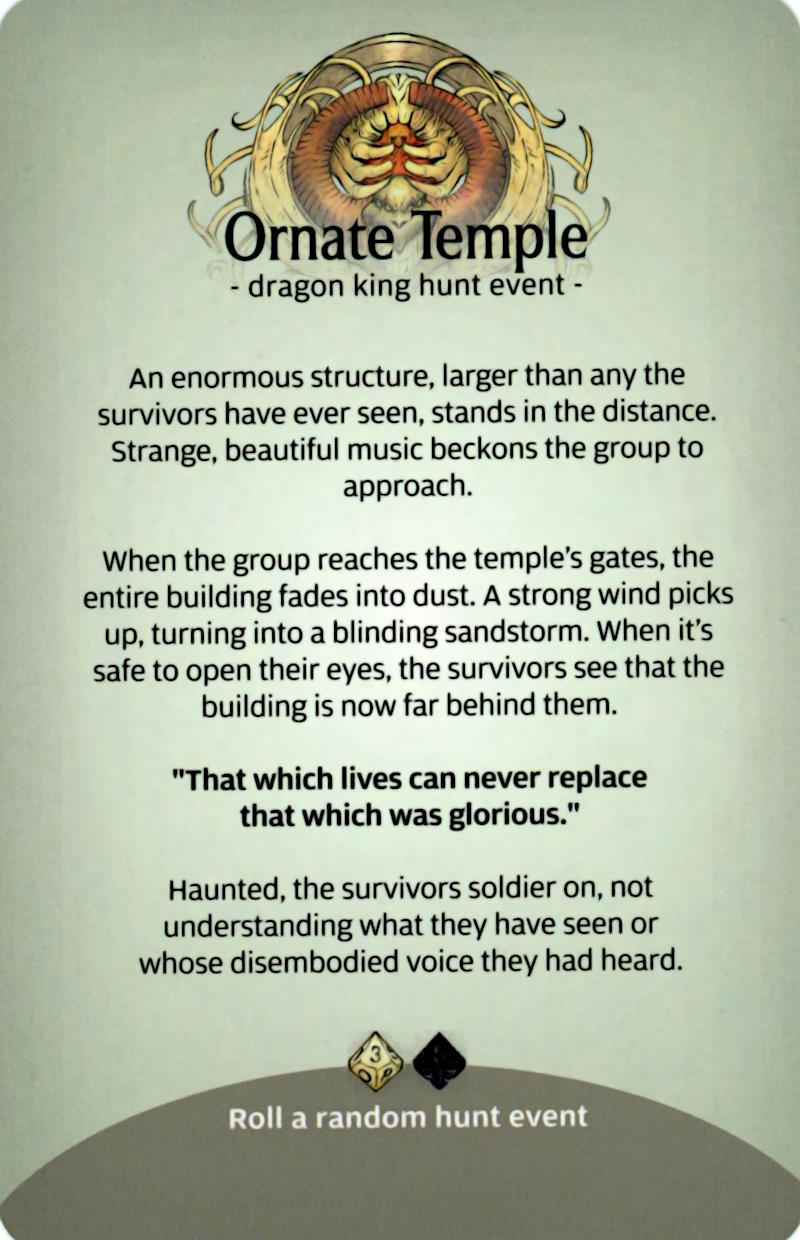 Ornate Temple
- dragon king hunt event -
An enormous structure, larger than any the
survivors have ever seen, stands in the distance.
Strange, beautiful music beckons the group to
approach.
When the group reaches the temple's gates, the
entire building fades into dust. A strong wind picks
up, turning into a blinding sandstorm. When it's
safe to open their eyes, the survivors see that the
building is now far behind them.
"That which lives can never replace
that which was glorious."
Haunted, the survivors soldier on, not
understanding what they have seen or
whose disembodied voice they had heard.
3
Roll a random hunt event